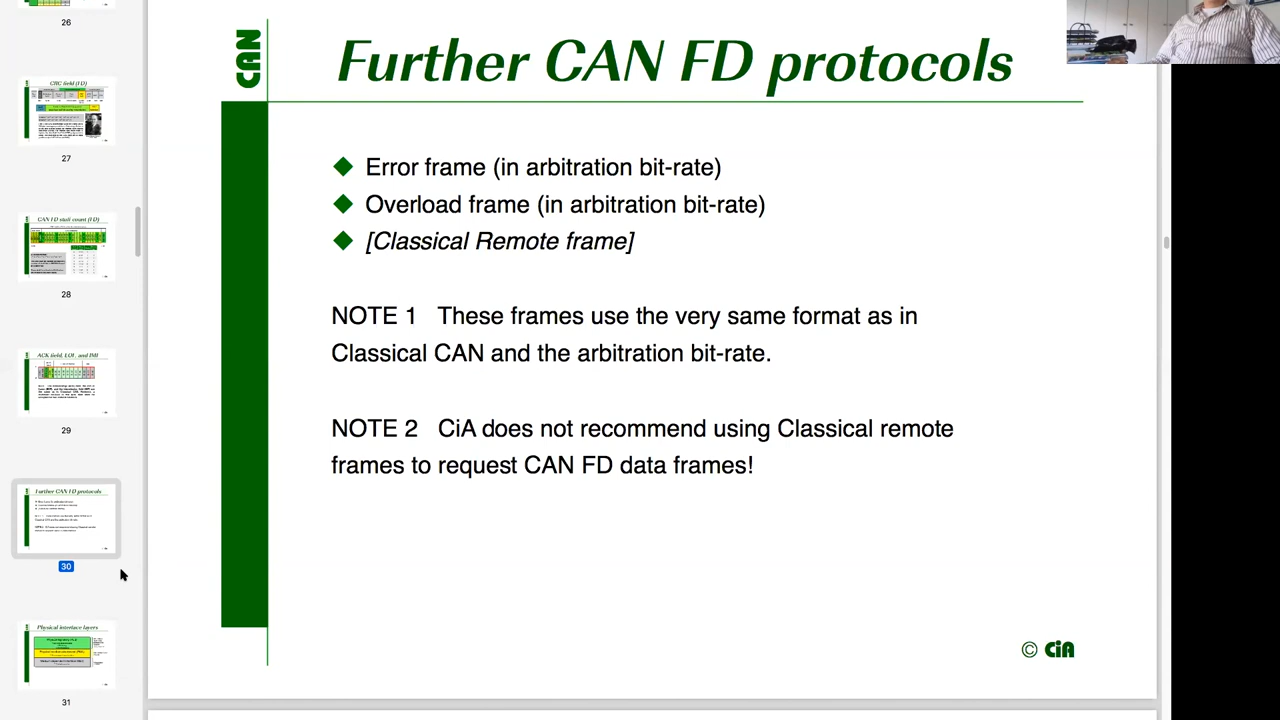 26
CRC field (FD)
27
CAN FD stuff count (FD)
28
ACK field, EOF, and IMF
29
Further CAN FD protocols
30
Physical interface layers
31
CAN
Further CAN FD protocols
Error frame (in arbitration bit-rate)
Overload frame (in arbitration bit-rate)
[Classical Remote frame]
NOTE 1 These frames use the very same format as in
Classical CAN and the arbitration bit-rate.
NOTE 2 CiA does not recommend using Classical remote
frames to request CAN FD data frames!
© CiA